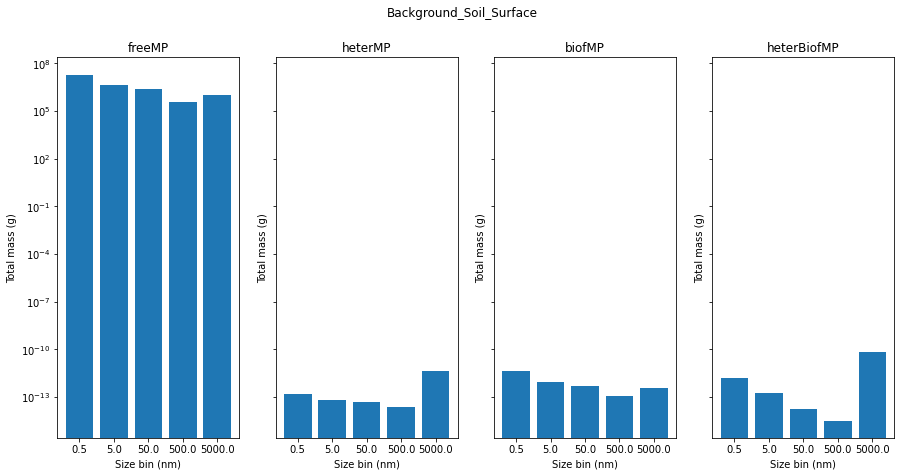 Background_Soil_Surface
freeMP
heterMP
biofMP
heterBiofMP
Total mass (g)
10^8
10^5
10^2
10^-1
10^-4
10^-7
10^-10
10^-13
Total mass (g)
Total mass (g)
Total mass (g)
0.5 5.0 50.0 500.0 5000.0
0.5 5.0 50.0 500.0 5000.0
0.5 5.0 50.0 500.0 5000.0
0.5 5.0 50.0 500.0 5000.0
Size bin (nm)
Size bin (nm)
Size bin (nm)
Size bin (nm)